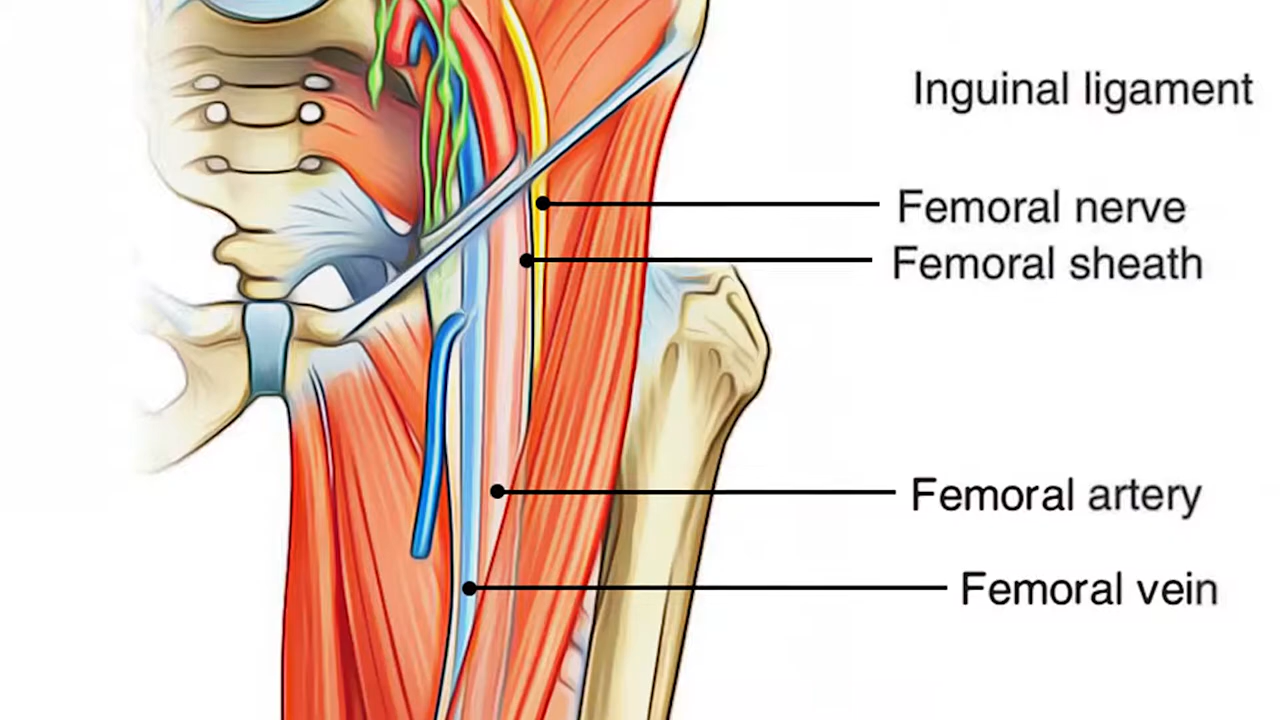 Inguinal ligament
Femoral nerve
Femoral sheath
Femoral artery
Femoral vein